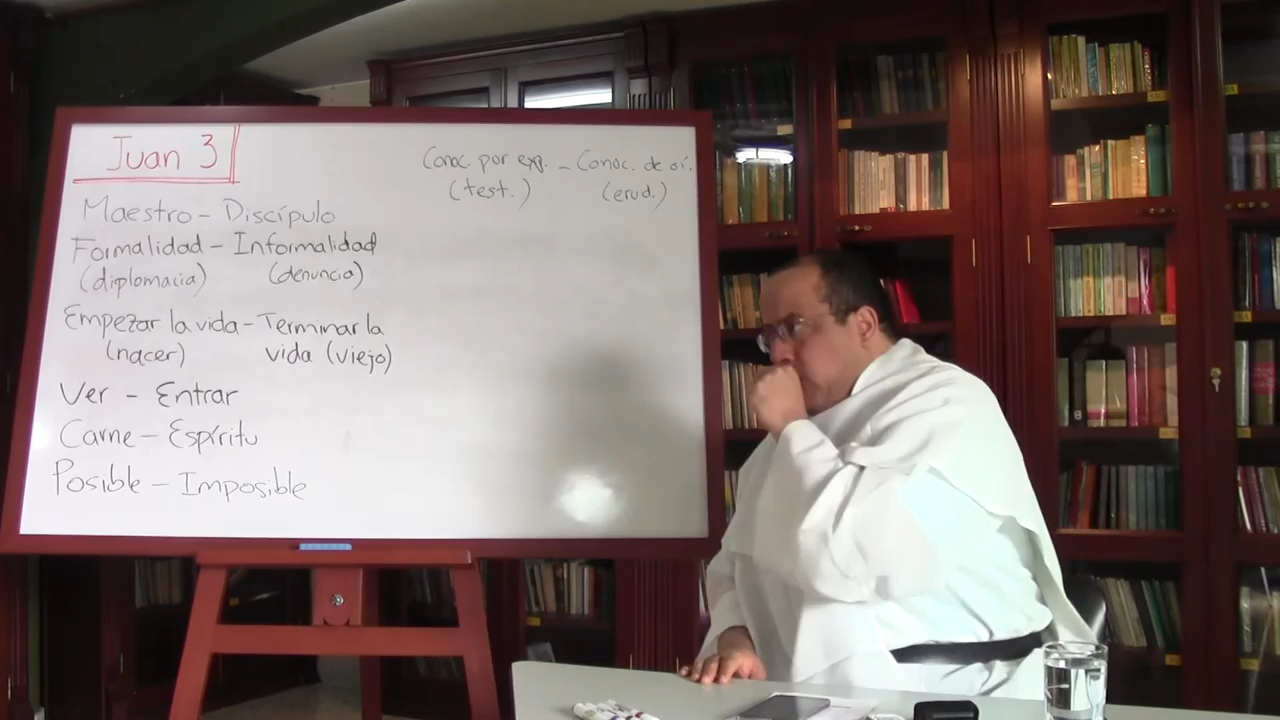 Juan 3
Maestro - Discípulo
Formalidad - Informalidad
(diplomacia) (denuncia)
Empezar la vida - Terminar la
(nacer) vida (viejo)
Ver - Entrar
Carne - Espíritu
Posible - Imposible
Conoc. por exp. - Conoc. de oí.
(test.) (erud.)